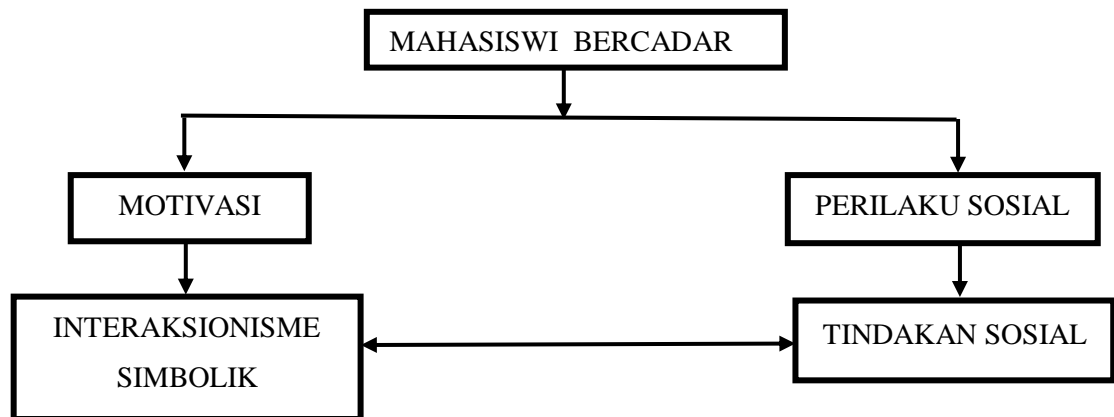 MAHASISWI BERCADAR
MOTIVASI
PERILAKU SOSIAL
INTERAKSIONISME
SIMBOLIK
TINDAKAN SOSIAL